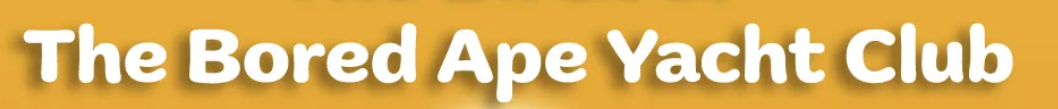 The Bored Ape Yacht Club